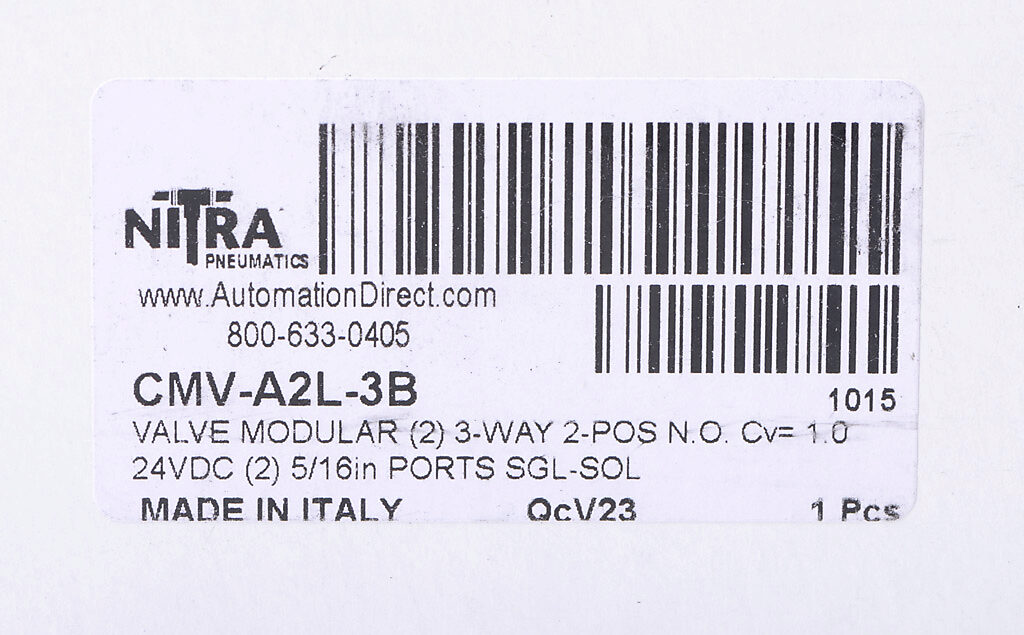 NITRA
PNEUMATICS
www.AutomationDirect.com
800-633-0405
CMV-A2L-3B
1015
VALVE MODULAR (2) 3-WAY 2-POS N.O. Cv= 1.0
24VDC (2) 5/16in PORTS SGL-SOL
MADE IN ITALY QcV23 1 Pcs